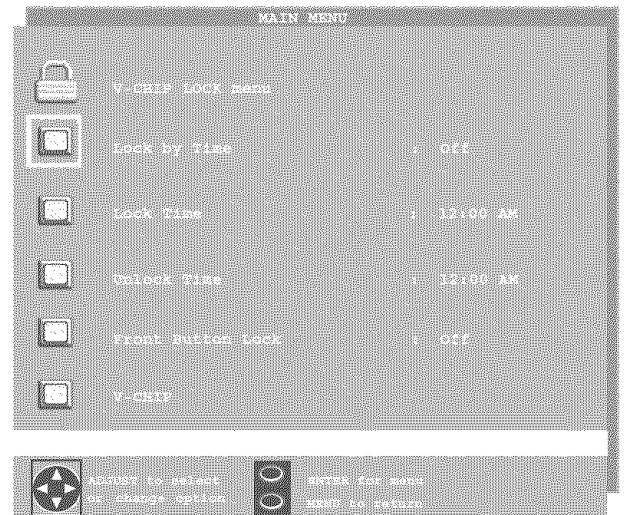 MAIN MENU
V-CHIP LOCK menu
Lock by Time : Off
Lock Time : 12:00 AM
Unlock Time : 12:00 AM
Front Button Lock : Off
V-CHIP
ADJUST to select
or change option
ENTER for menu
MENU to return